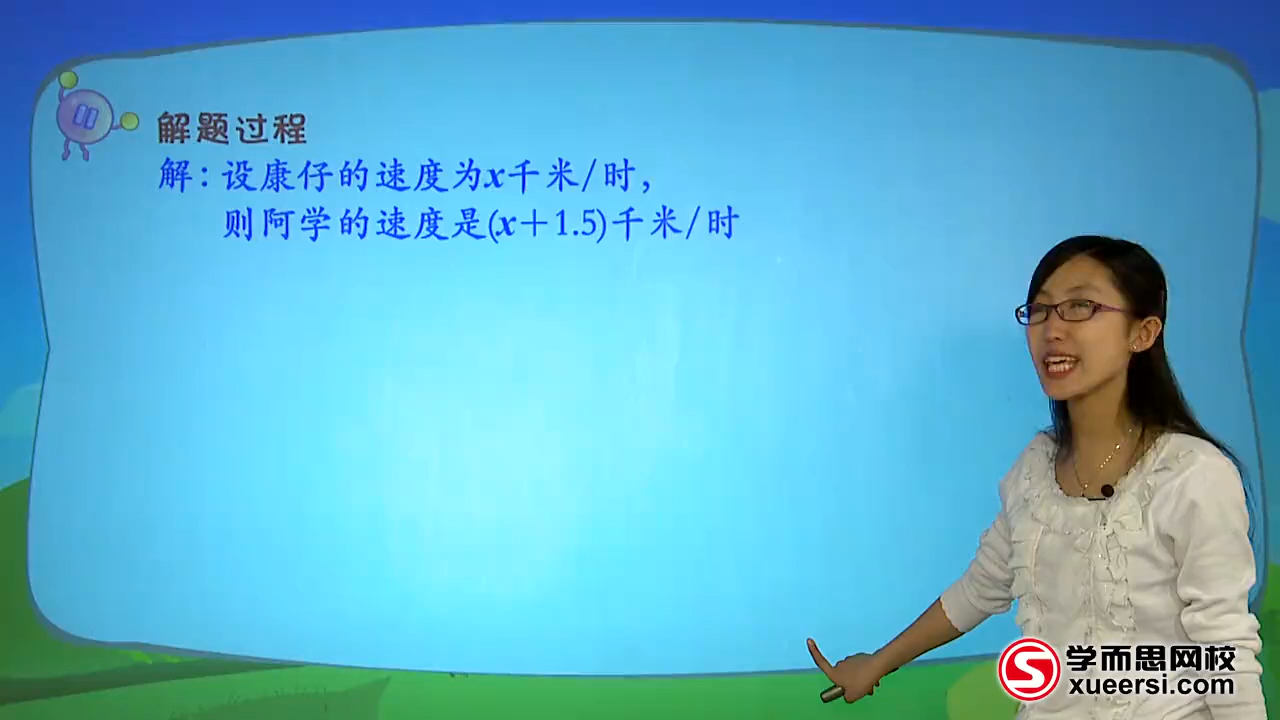 解题过程
解：设康仔的速度为x千米/时，
则阿学的速度是(x＋1.5)千米/时
学而思网校
xueersi.com